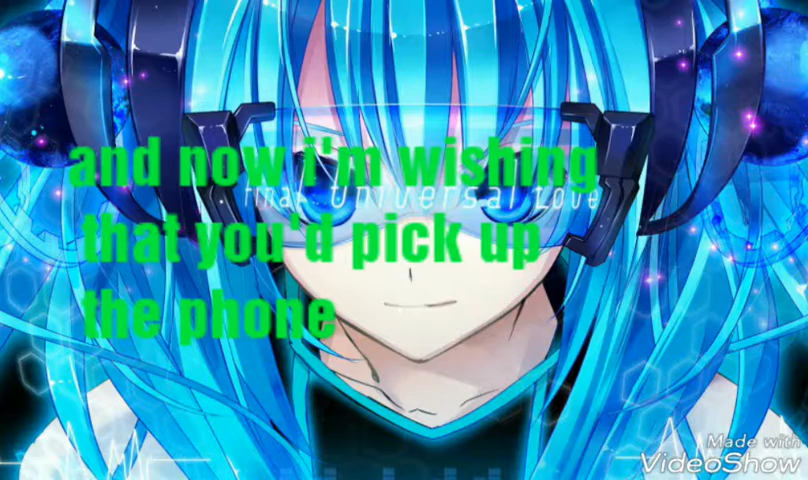 and now i'm wishing
final Universal Love
that you'd pick up
the phone
Made with
VideoShow